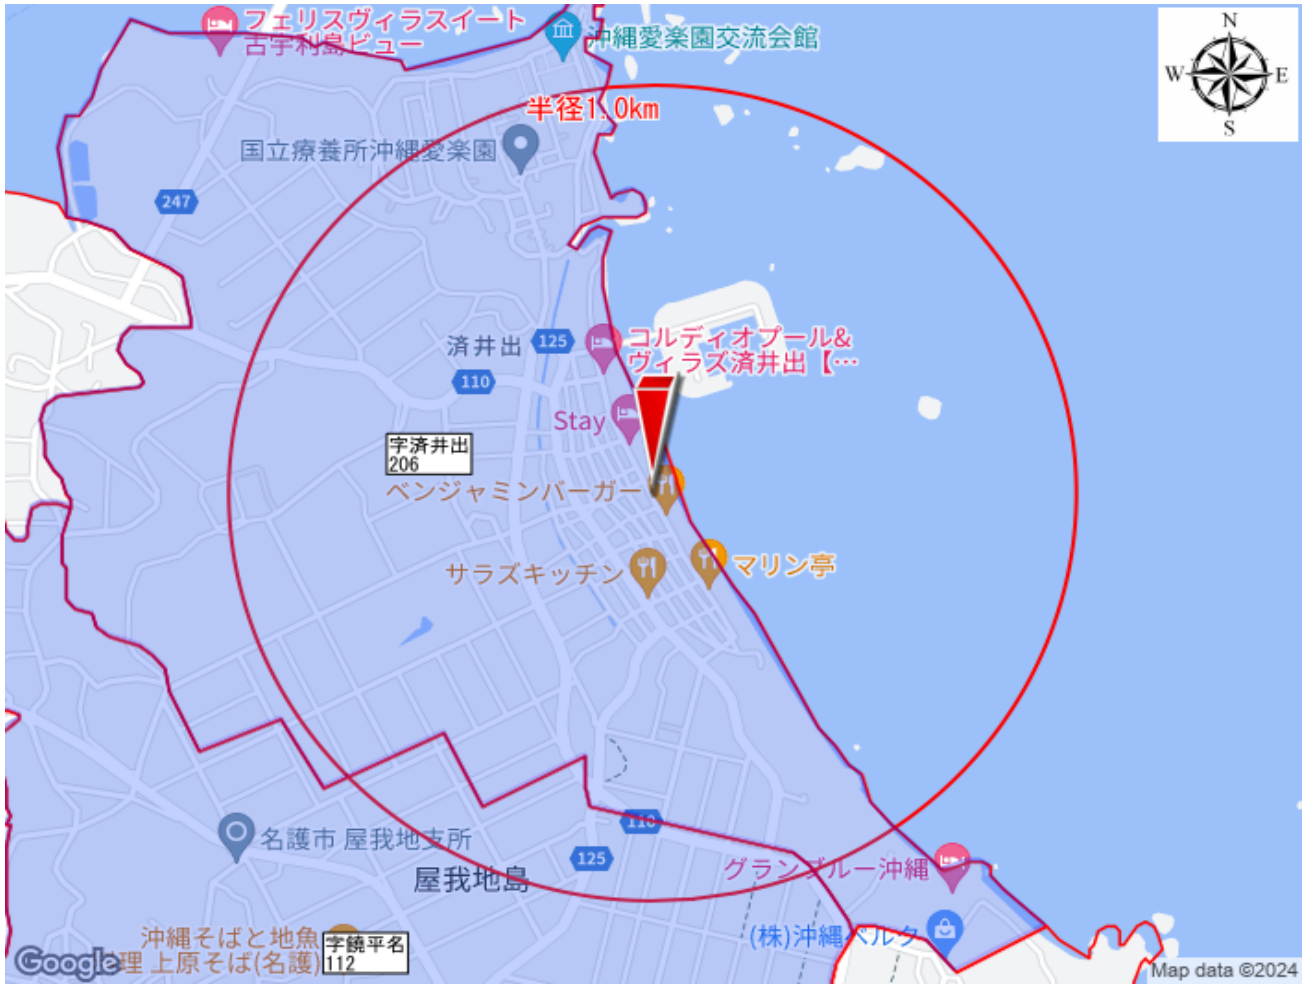 フェリスヴィラスイート
古宇利島ビュー
沖縄愛楽園交流会館
N
W
E
S
半径1.0km
国立療養所沖縄愛楽園
247
済井出
125
コルディオプール&
ヴィラズ済井出【…
110
Stay
字済井出
206
ベンジャミンバーガー
サラズキッチン
マリン亭
110
名護市 屋我地支所
125
屋我地島
グランブルー沖縄
沖縄そばと地魚
理 上原そば(名護)
字饒平名
112
(株)沖縄ベルク
Google
Map data ©2024